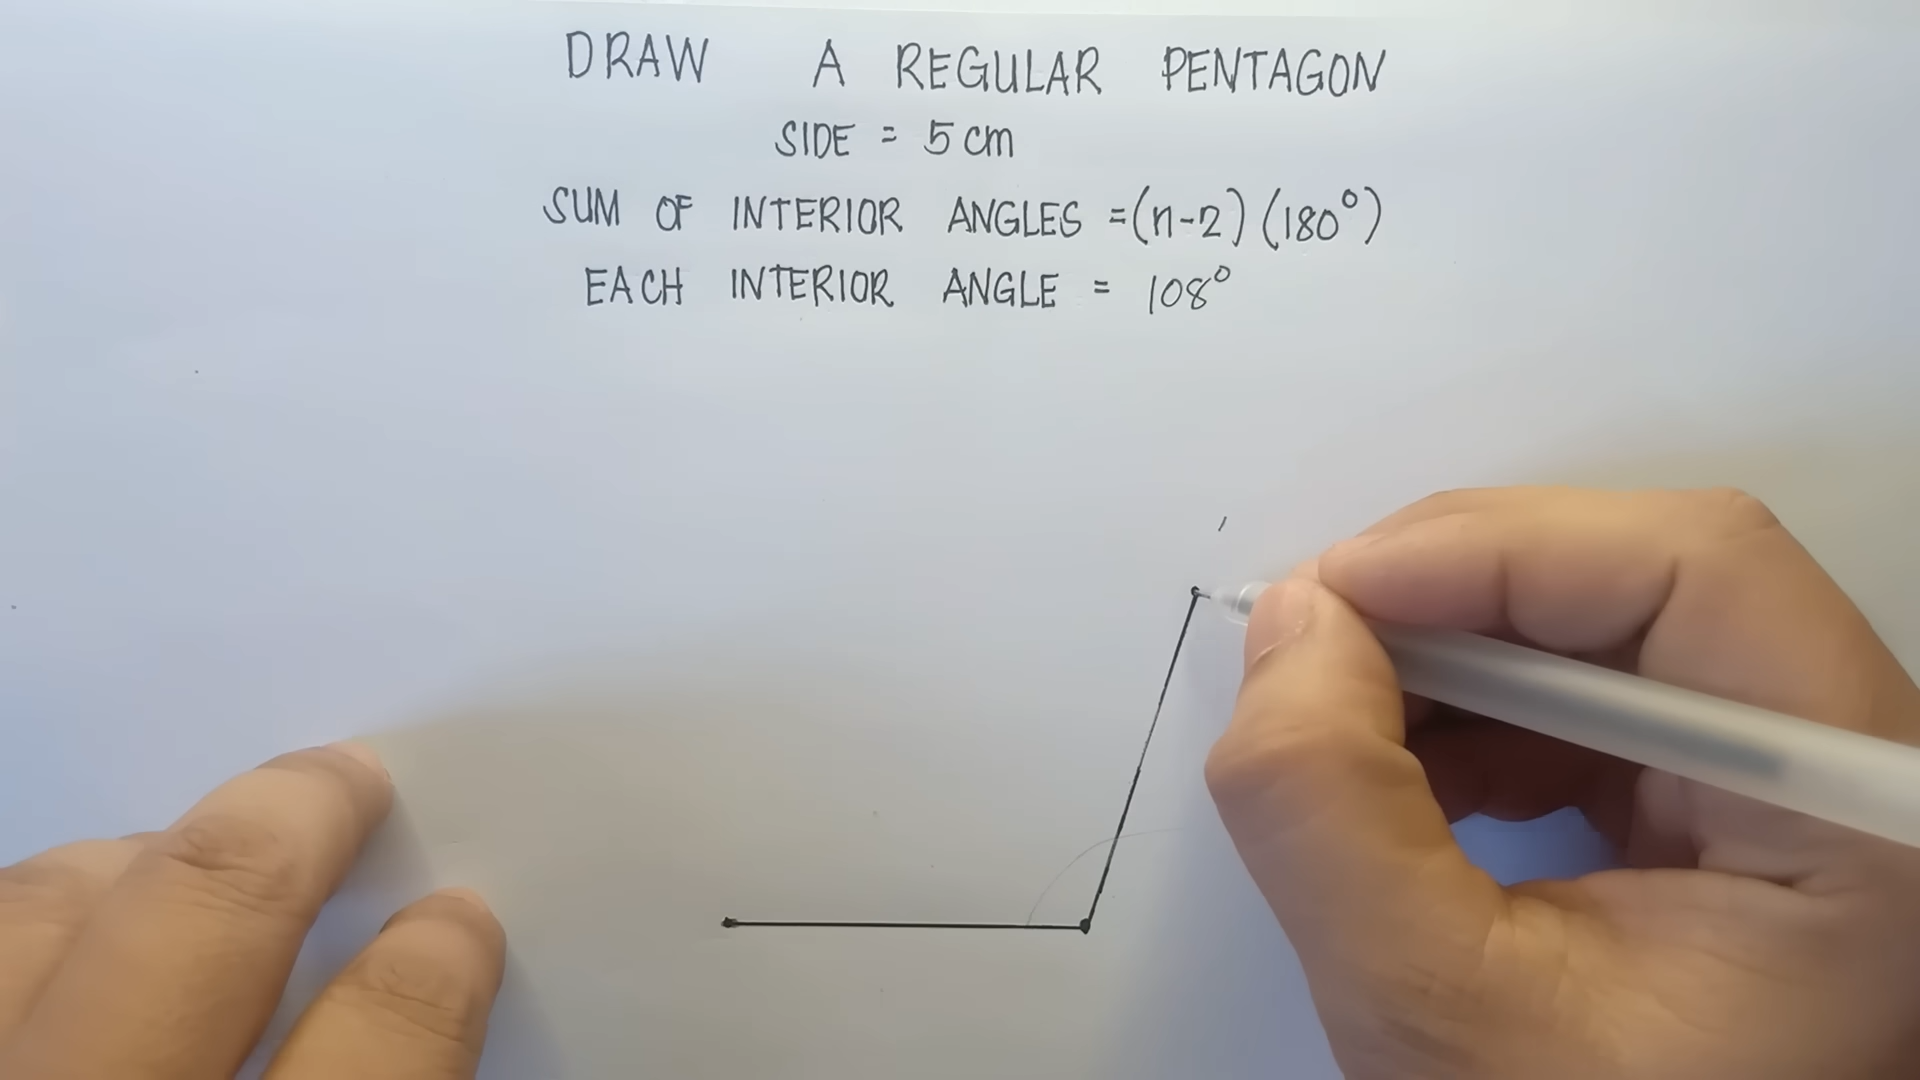 DRAW A REGULAR PENTAGON
SIDE = 5 cm
SUM OF INTERIOR ANGLES =(n-2)(180°)
EACH INTERIOR ANGLE = 108°